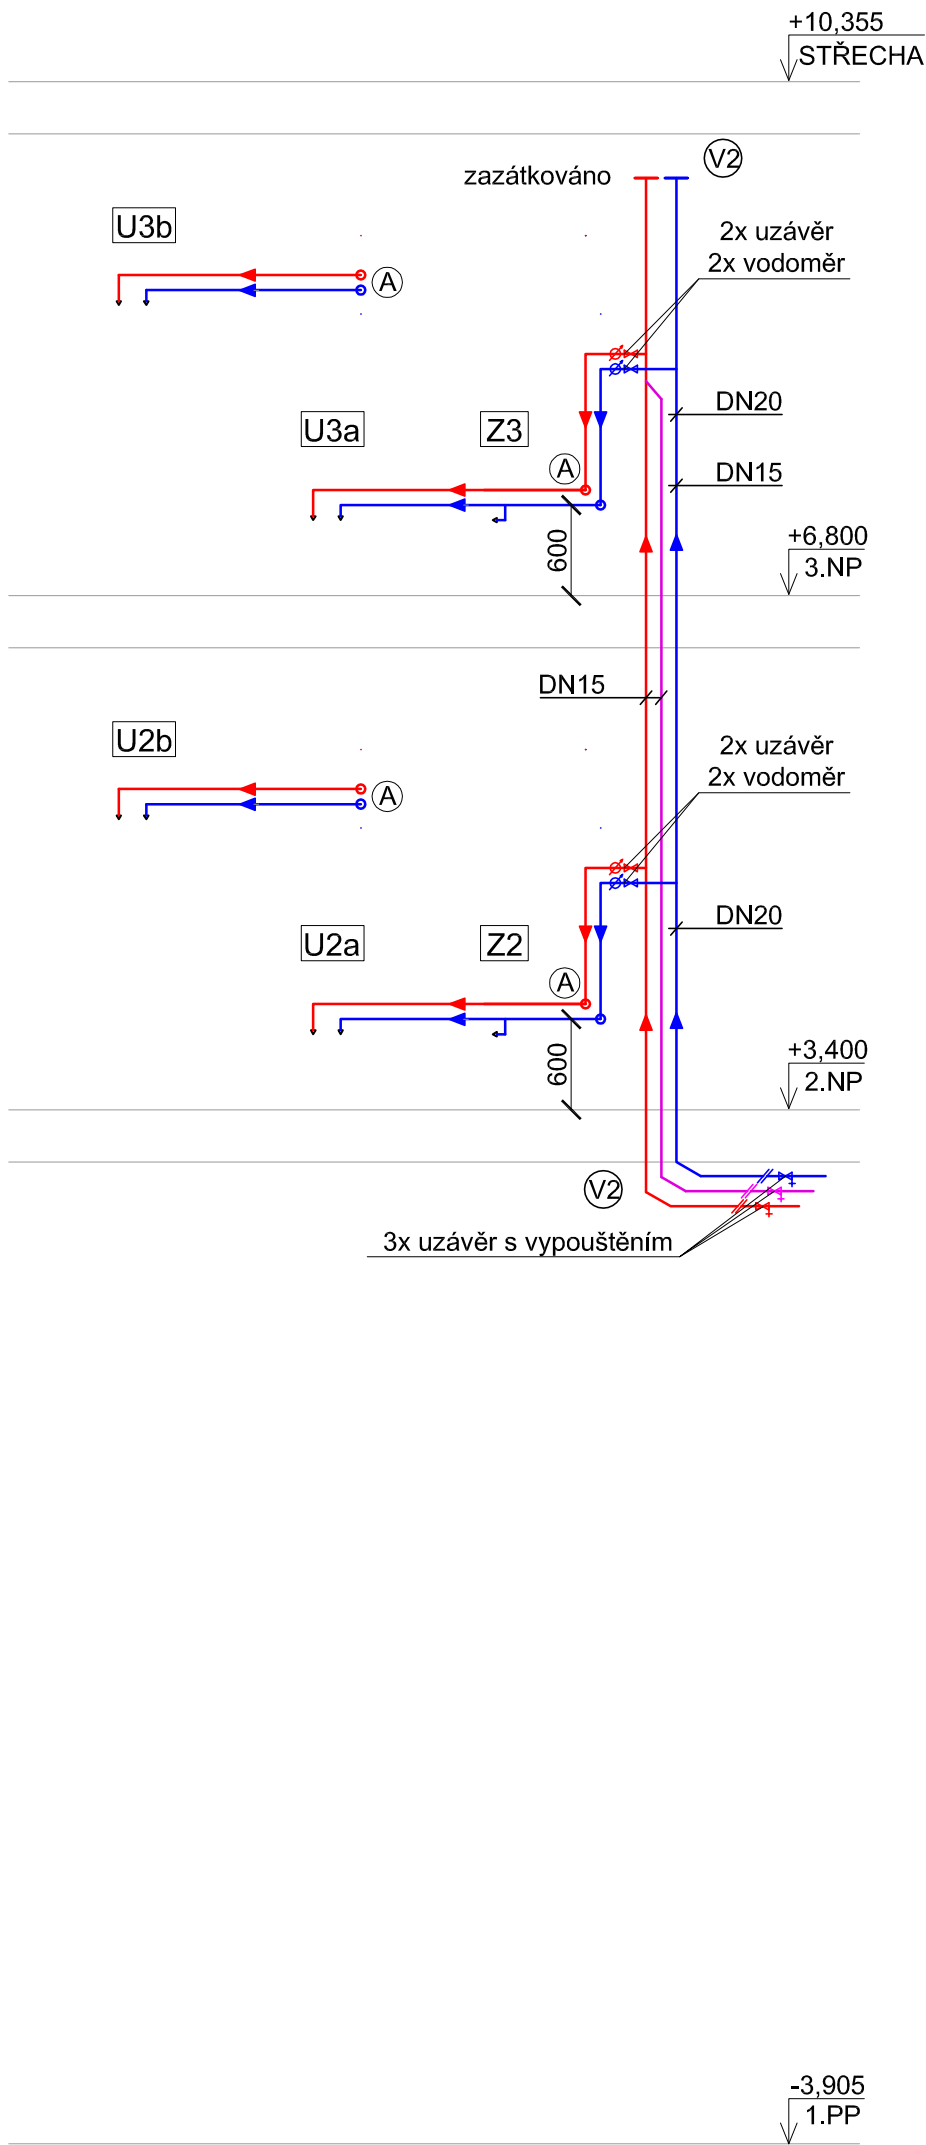 +10,355
STŘECHA
V2
zazátkováno
U3b
2x uzávěr
2x vodoměr
A
DN20
U3a
Z3
A
DN15
+6,800
600
3.NP
DN15
U2b
2x uzávěr
2x vodoměr
A
DN20
U2a
Z2
A
+3,400
600
2.NP
V2
3x uzávěr s vypouštěním
-3,905
1.PP